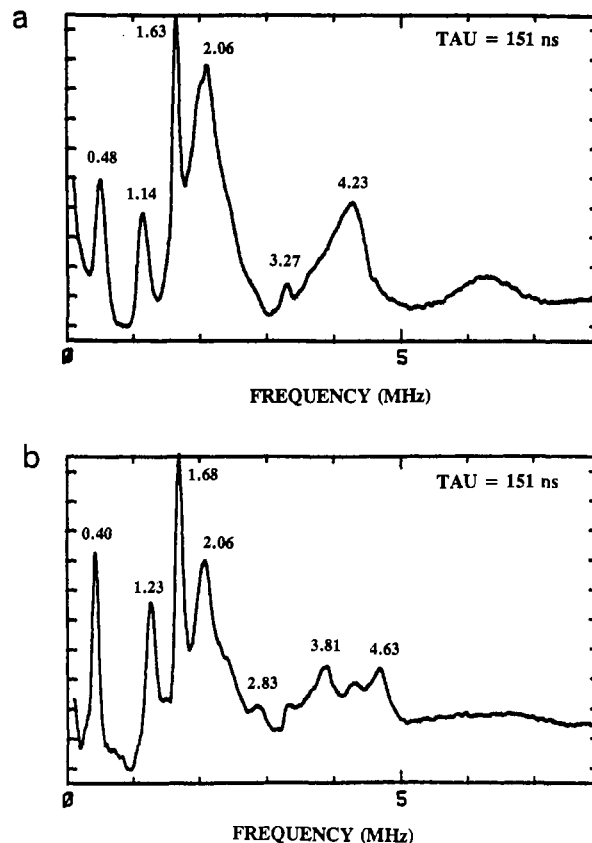 a
TAU = 151 ns
1.63
2.06
0.48
1.14
4.23
3.27
0
5
FREQUENCY (MHz)
b
TAU = 151 ns
1.68
2.06
0.40
1.23
2.83
3.81
4.63
0
5
FREQUENCY (MHz)